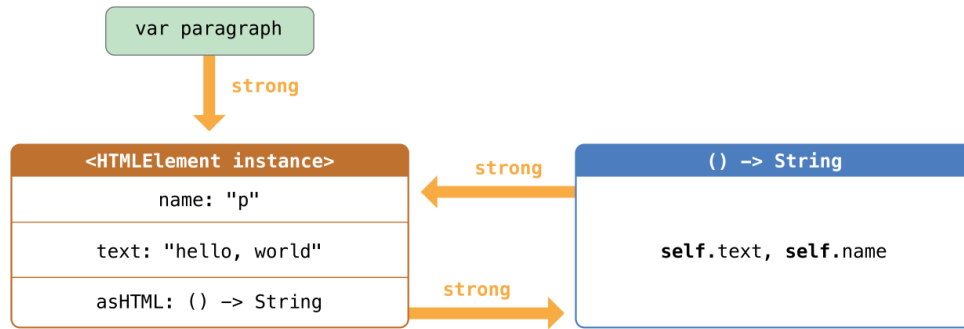 var paragraph
strong
<HTMLElement instance>
name: "p"
text: "hello, world"
asHTML: () -> String
strong
strong
() -> String
self.text, self.name